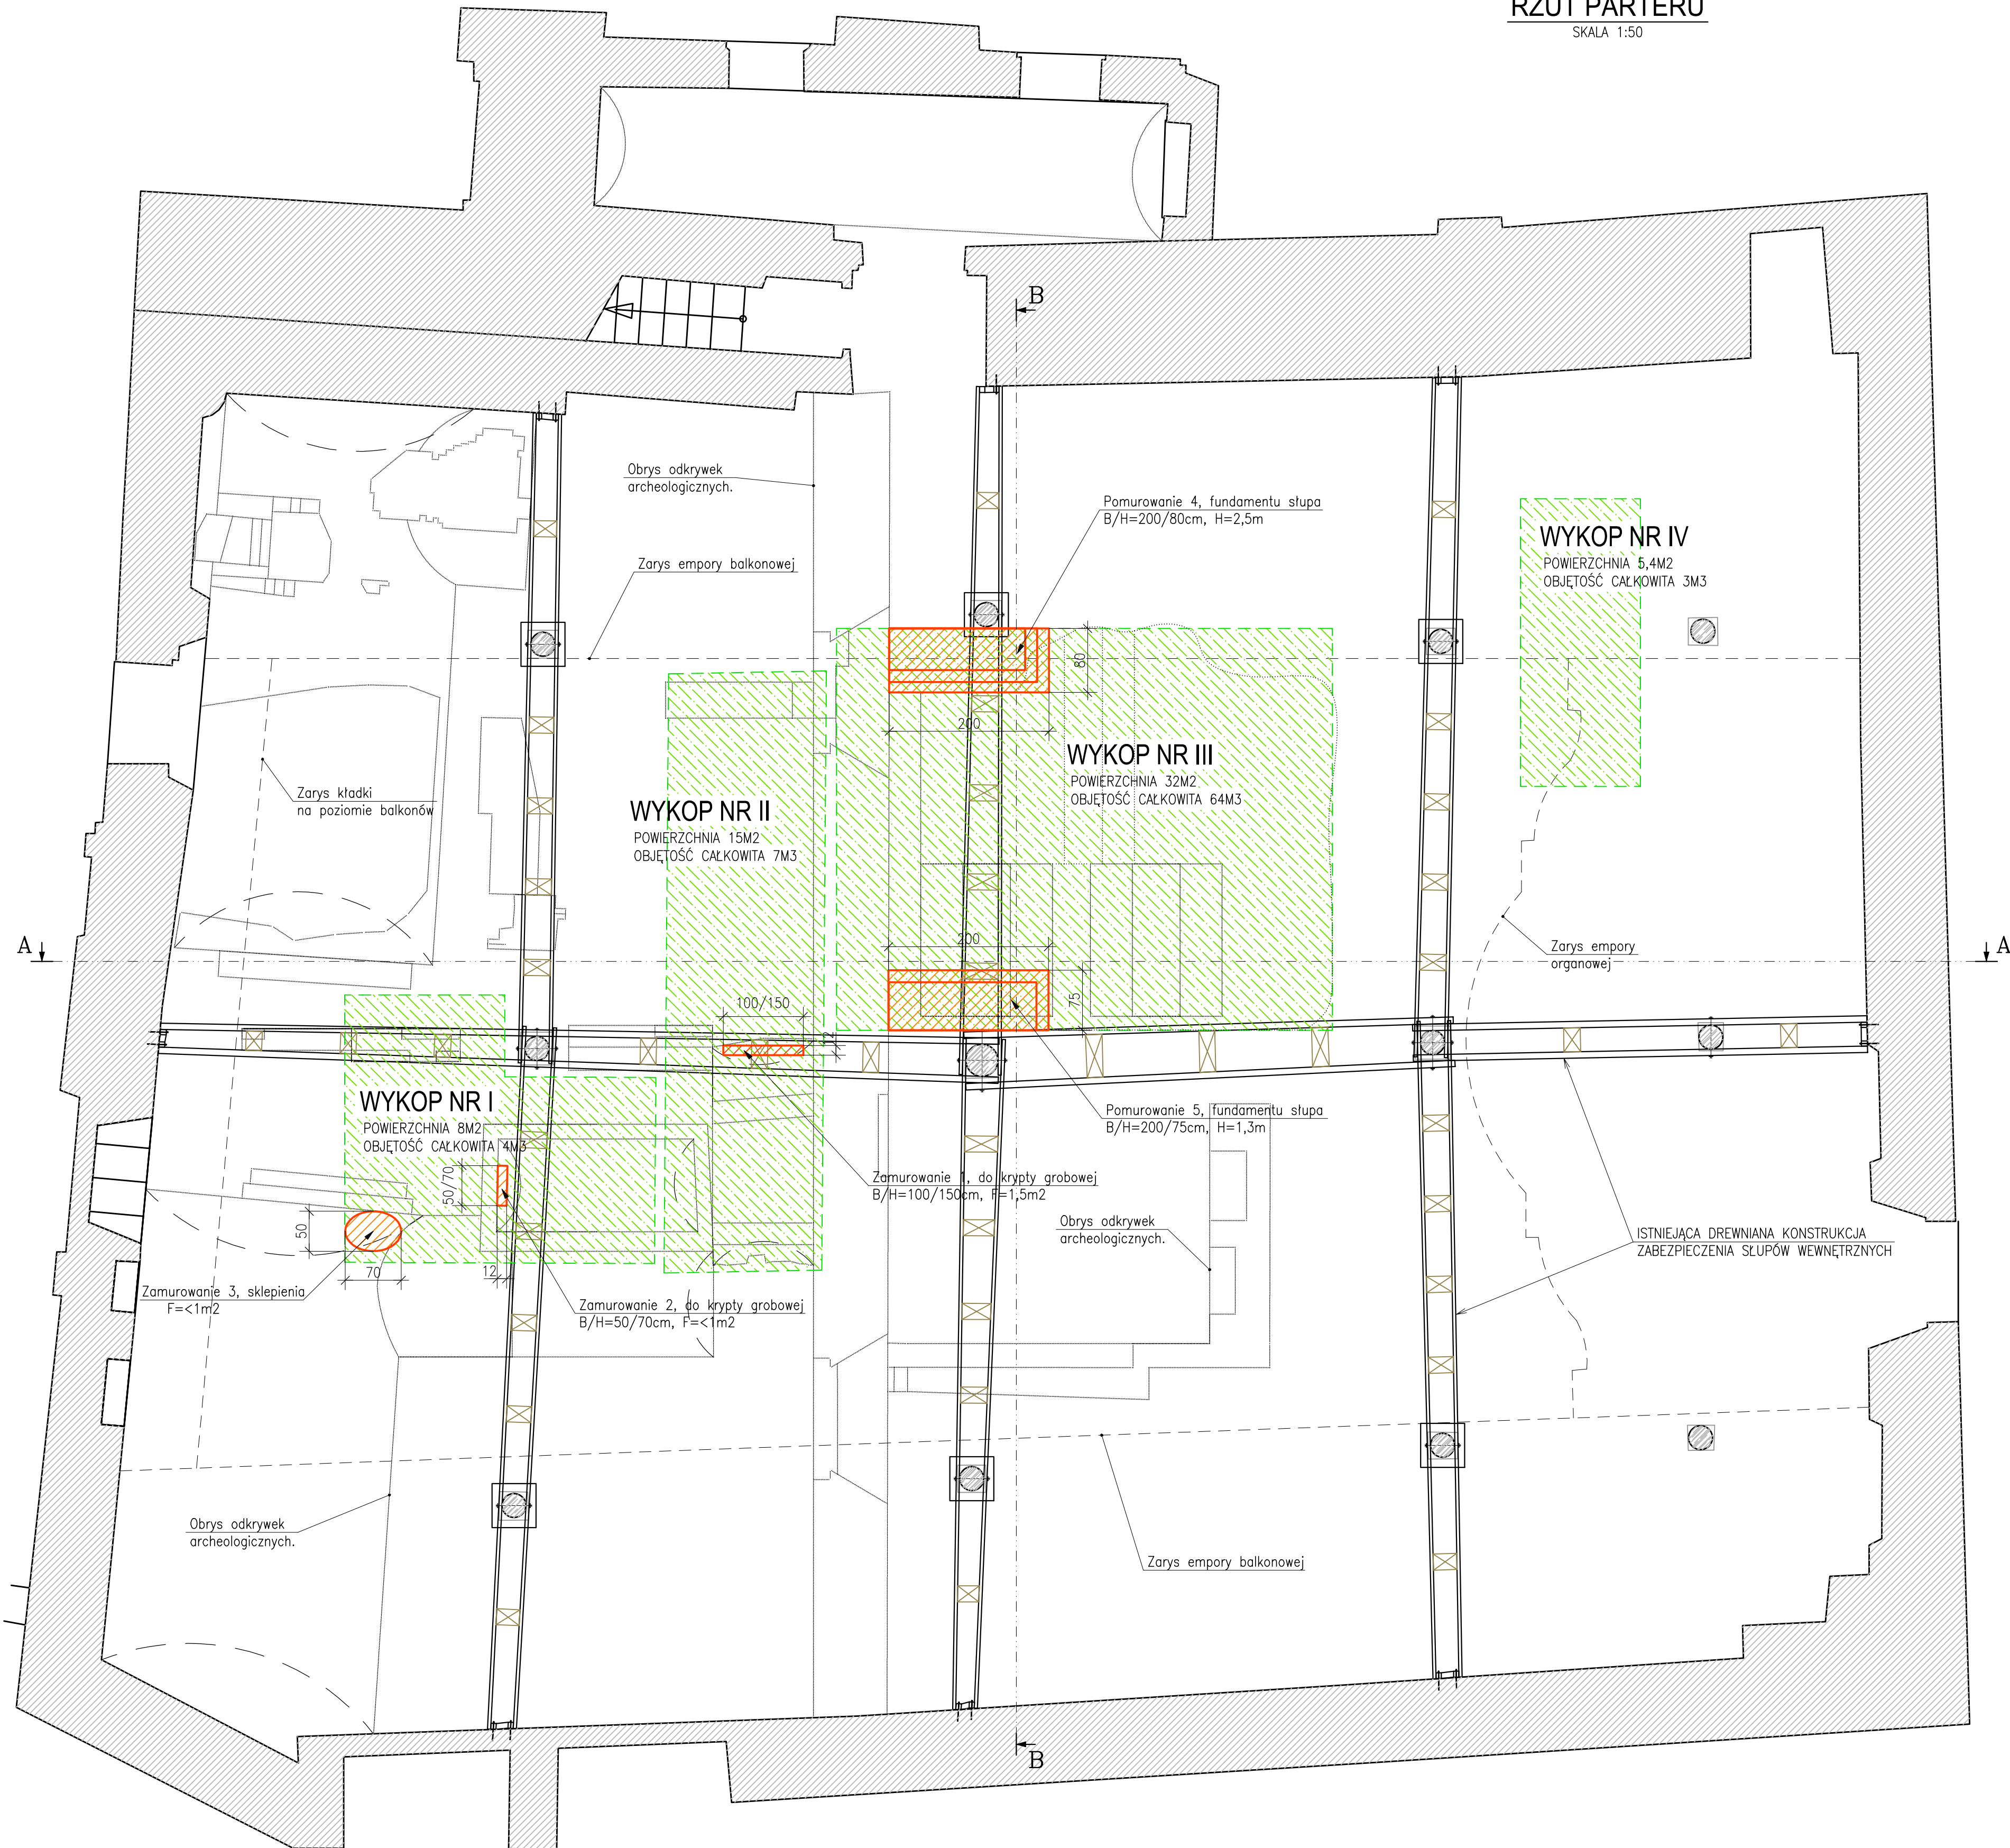 RZUT PARTERU
SKALA 1:50
B
Obrys odkrywek
archeologicznych.
Pomurowanie 4, fundamentu słupa
B/H=200/80cm, H=2,5m
Zarys empory balkonowej
WYKOP NR IV
POWIERZCHNIA 5,4M2
OBJĘTOŚĆ CAŁKOWITA 3M3
80
200
WYKOP NR III
POWIERZCHNIA 32M2
OBJĘTOŚĆ CAŁKOWITA 64M3
Zarys kładki
na poziomie balkonów
WYKOP NR II
POWIERZCHNIA 15M2
OBJĘTOŚĆ CAŁKOWITA 7M3
A
200
Zarys empory
organowej
A
100/150
75
12
WYKOP NR I
POWIERZCHNIA 8M2
OBJĘTOŚĆ CAŁKOWITA 4M3
Pomurowanie 5, fundamentu słupa
B/H=200/75cm, H=1,3m
50/70
Zamurowanie 1, do krypty grobowej
B/H=100/150cm, F=1,5m2
50
70
12
Obrys odkrywek
archeologicznych.
ISTNIEJĄCA DREWNIANA KONSTRUKCJA
ZABEZPIECZENIA SŁUPÓW WEWNĘTRZNYCH
Zamurowanie 3, sklepienia
F=<1m2
Zamurowanie 2, do krypty grobowej
B/H=50/70cm, F=<1m2
Obrys odkrywek
archeologicznych.
Zarys empory balkonowej
B